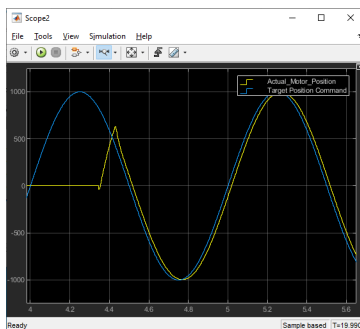 Scope2
File Tools View Simulation Help
Actual_Motor_Position
Target Position Command
1000
500
0
-500
-1000
4 4.2 4.4 4.6 4.8 5 5.2 5.4 5.6
Ready Sample based T=19.990